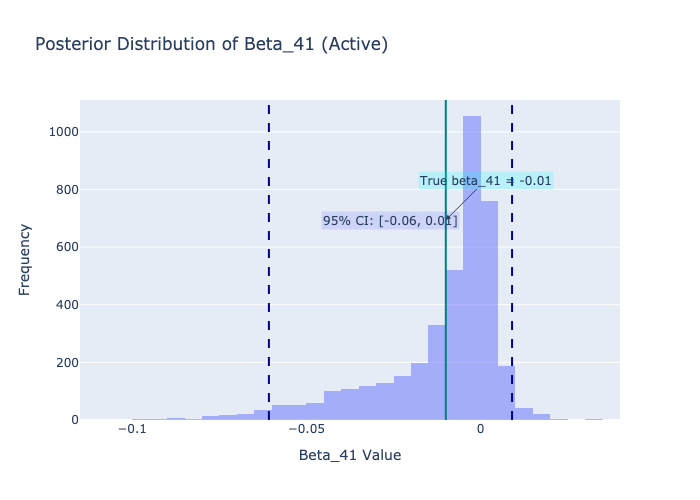 Posterior Distribution of Beta_41 (Active)
1000
800
600
400
200
0
Frequency
True beta_41 = -0.01
95% CI: [-0.06, 0.01]
−0.1
−0.05
0
Beta_41 Value